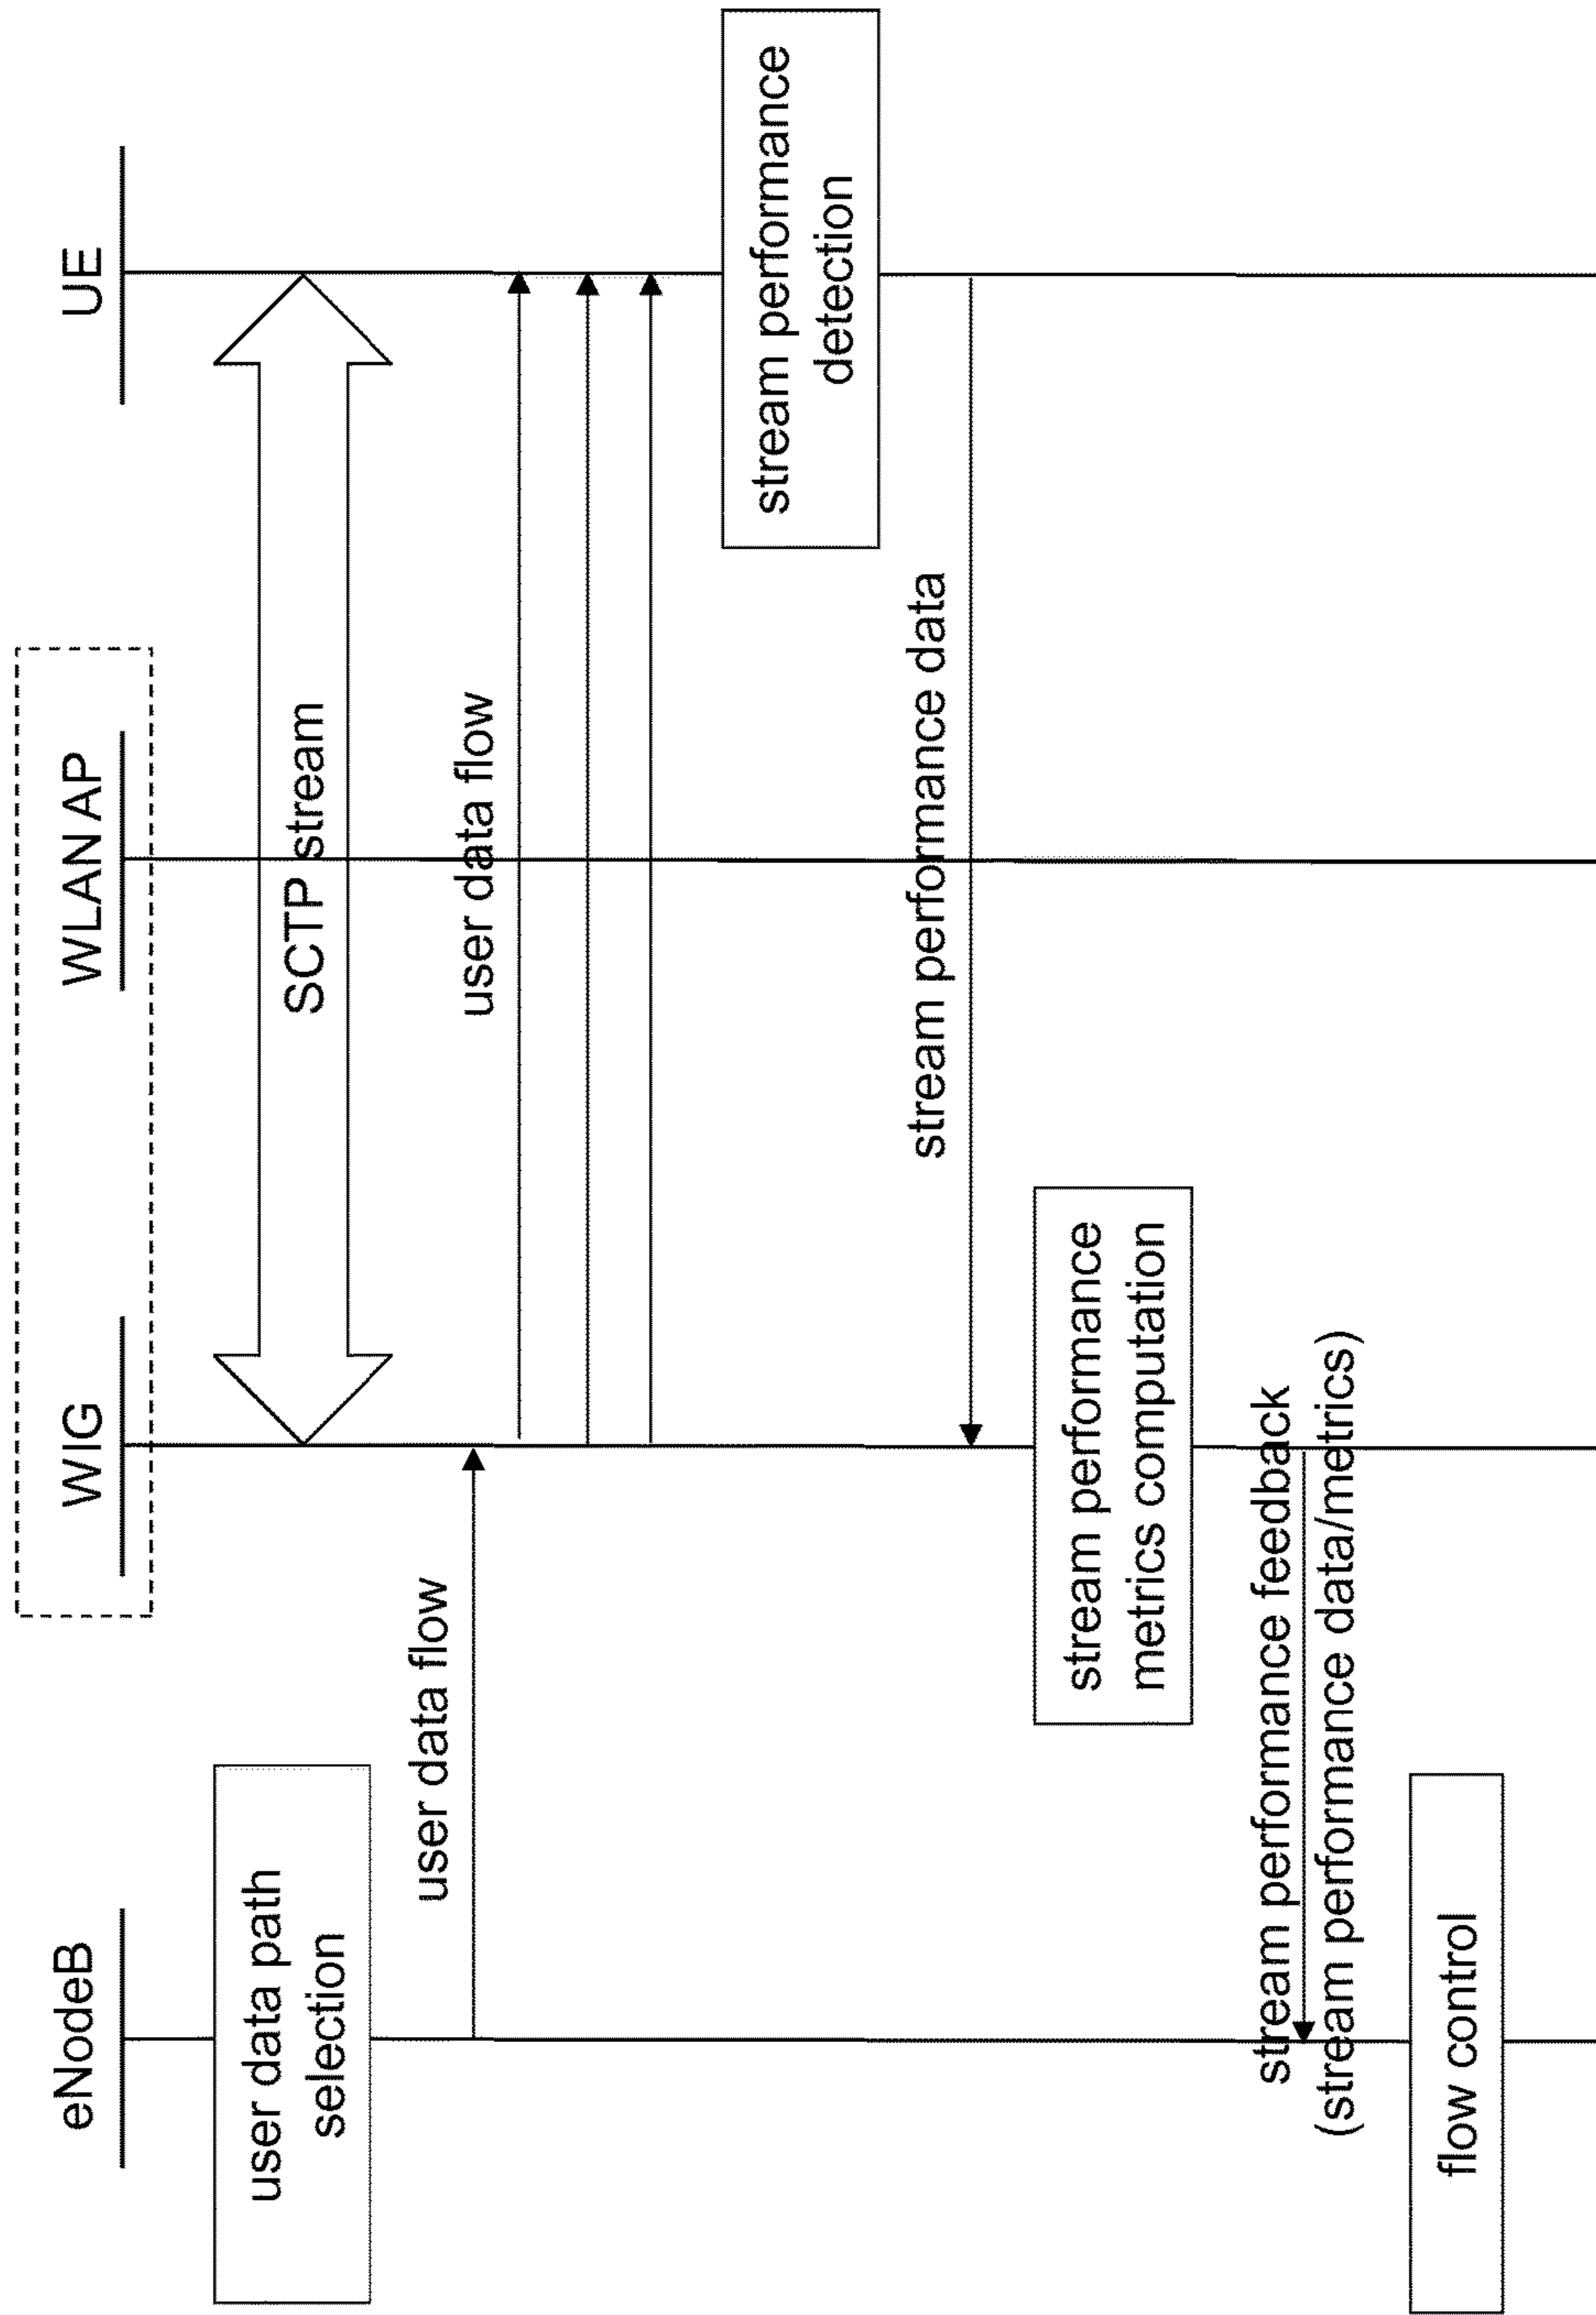 eNodeB
WIG
WLAN AP
UE
user data path
selection
SCTP stream
user data flow
user data flow
stream performance
detection
stream performance data
stream performance
metrics computation
stream performance feedback
(stream performance data/metrics)
flow control